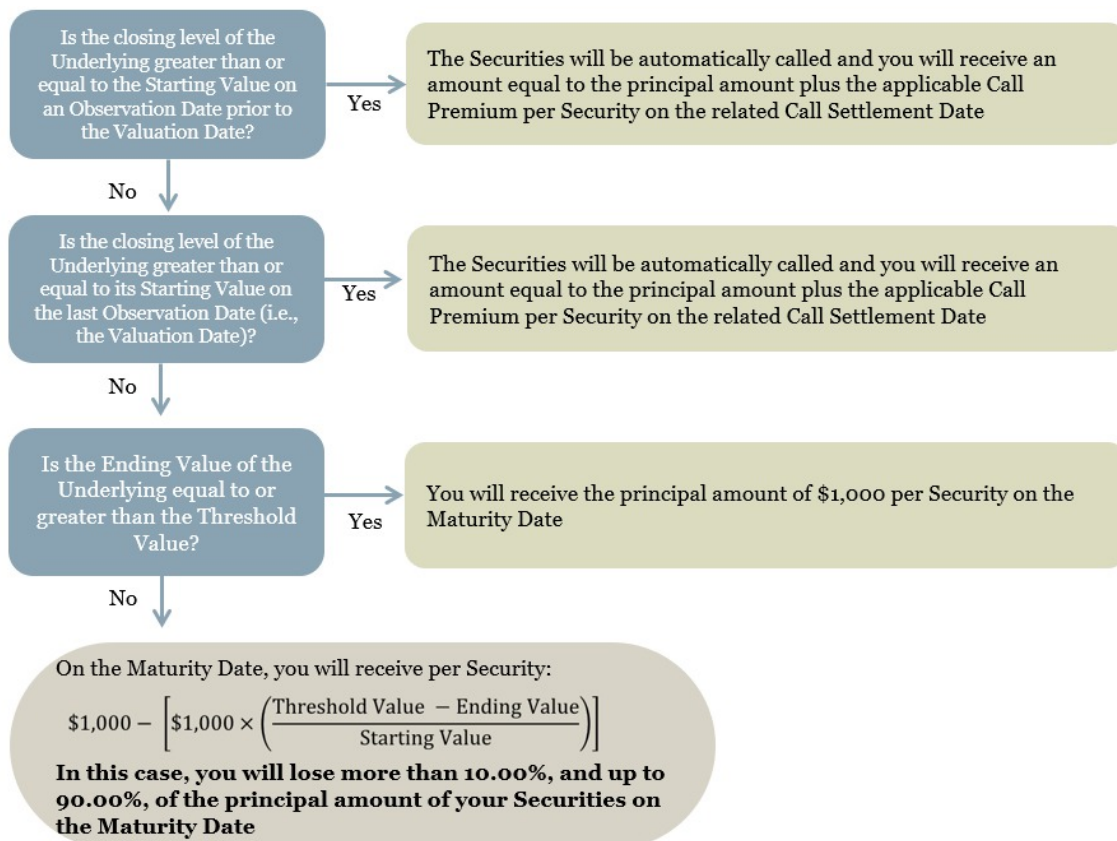 Is the closing level of the
Underlying greater than or
equal to the Starting Value on
an Observation Date prior to
the Valuation Date?
Yes
The Securities will be automatically called and you will receive an
amount equal to the principal amount plus the applicable Call
Premium per Security on the related Call Settlement Date
No
Is the closing level of the
Underlying greater than or
equal to its Starting Value on
the last Observation Date (i.e.,
the Valuation Date)?
Yes
The Securities will be automatically called and you will receive an
amount equal to the principal amount plus the applicable Call
Premium per Security on the related Call Settlement Date
No
Is the Ending Value of the
Underlying equal to or
greater than the Threshold
Value?
Yes
You will receive the principal amount of $1,000 per Security on the
Maturity Date
No
On the Maturity Date, you will receive per Security:
$1,000 − [$1,000 × (Threshold Value − Ending Value / Starting Value)]
In this case, you will lose more than 10.00%, and up to
90.00%, of the principal amount of your Securities on
the Maturity Date